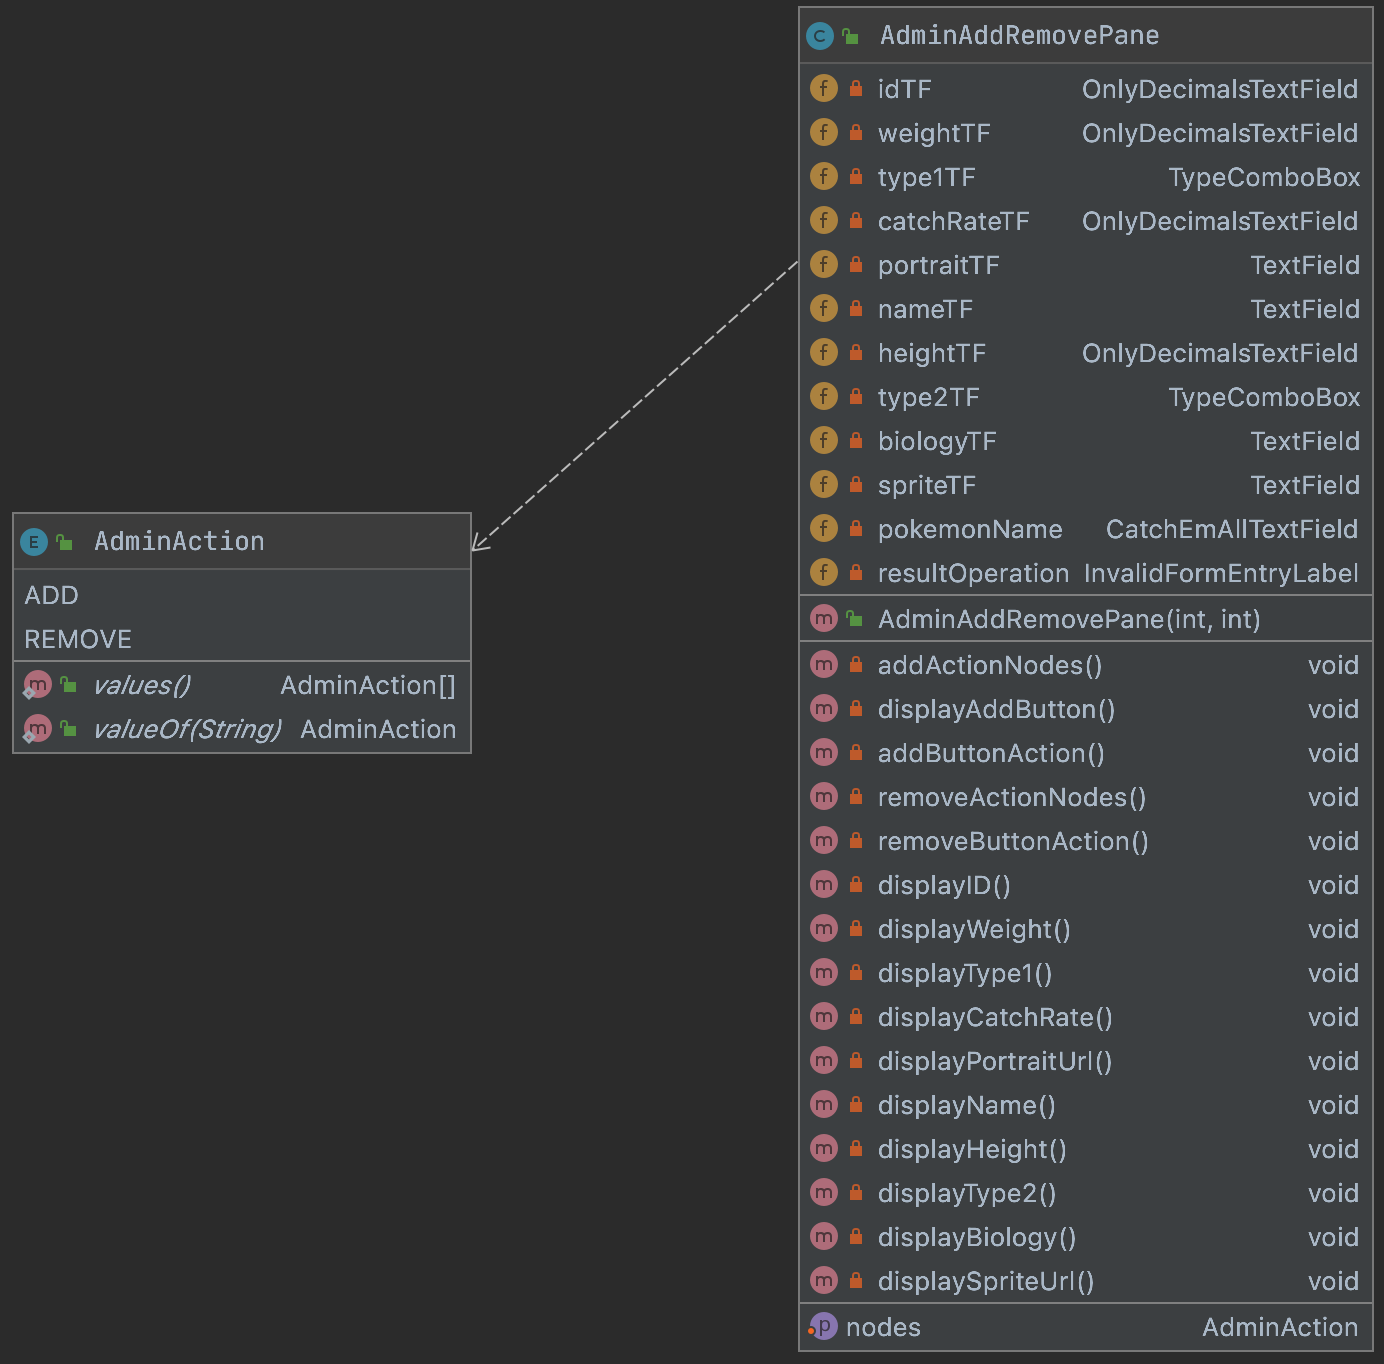 C AdminAddRemovePane
f idTF OnlyDecimalsTextField
f weightTF OnlyDecimalsTextField
f type1TF TypeComboBox
f catchRateTF OnlyDecimalsTextField
f portraitTF TextField
f nameTF TextField
f heightTF OnlyDecimalsTextField
f type2TF TypeComboBox
f biologyTF TextField
f spriteTF TextField
f pokemonName CatchEmAllTextField
f resultOperation InvalidFormEntryLabel
m AdminAddRemovePane(int, int)
m addActionNodes() void
m displayAddButton() void
m addButtonAction() void
m removeActionNodes() void
m removeButtonAction() void
m displayID() void
m displayWeight() void
m displayType1() void
m displayCatchRate() void
m displayPortraitUrl() void
m displayName() void
m displayHeight() void
m displayType2() void
m displayBiology() void
m displaySpriteUrl() void
p nodes AdminAction
E AdminAction
ADD
REMOVE
m values() AdminAction[]
m valueOf(String) AdminAction